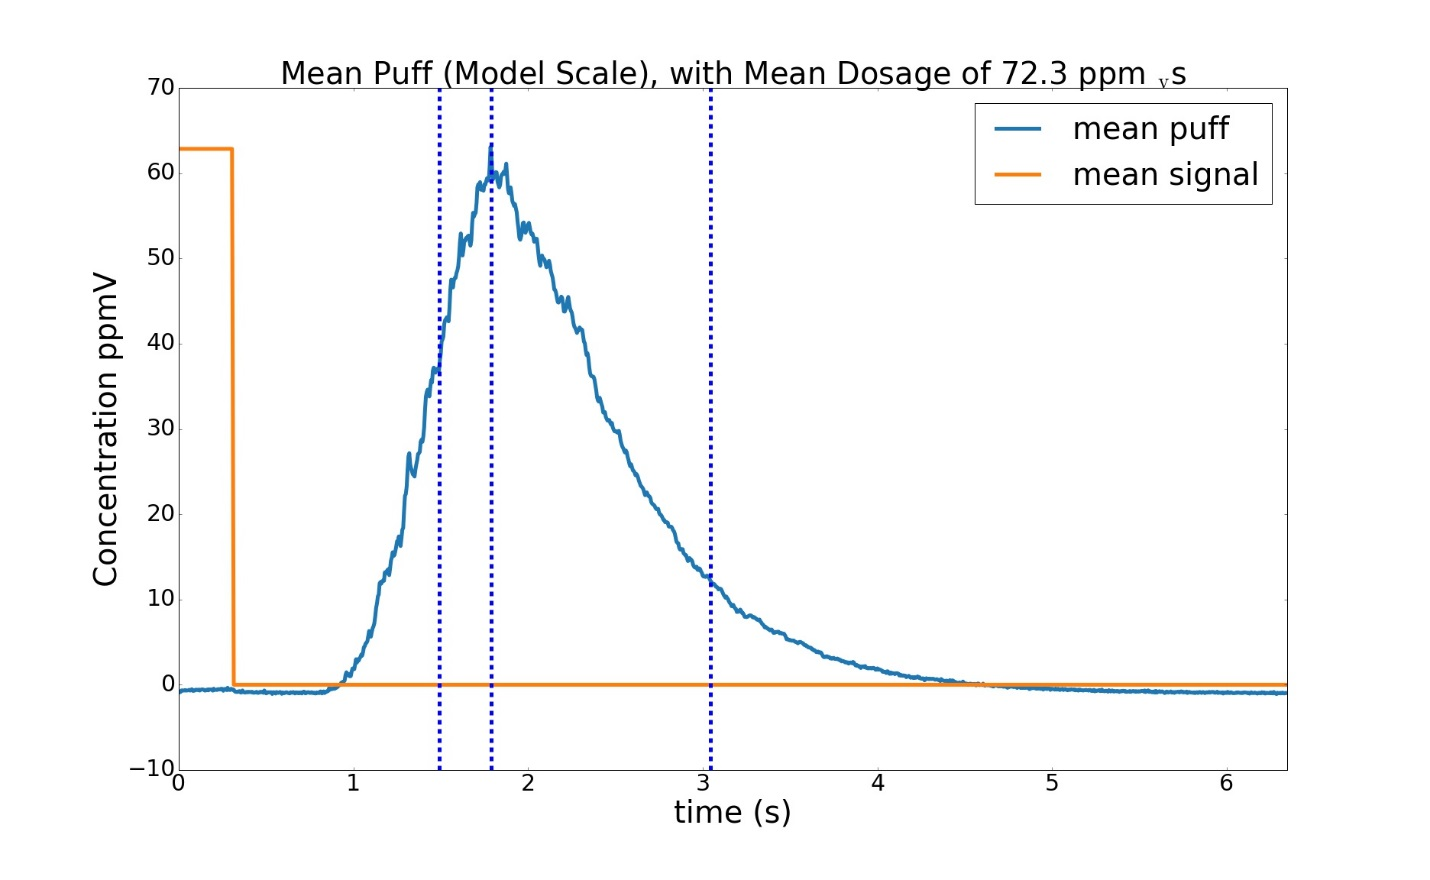 Mean Puff (Model Scale), with Mean Dosage of 72.3 ppm vs
mean puff
mean signal
Concentration ppmV
70
60
50
40
30
20
10
0
−10
0 1 2 3 4 5 6
time (s)